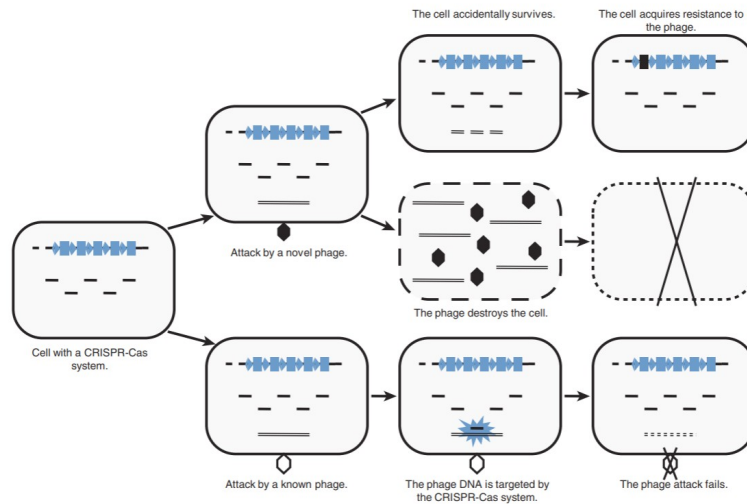 The cell accidentally survives.
The cell acquires resistance to
the phage.
Attack by a novel phage.
The phage destroys the cell.
Cell with a CRISPR-Cas
system.
Attack by a known phage.
The phage DNA is targeted by
the CRISPR-Cas system.
The phage attack fails.